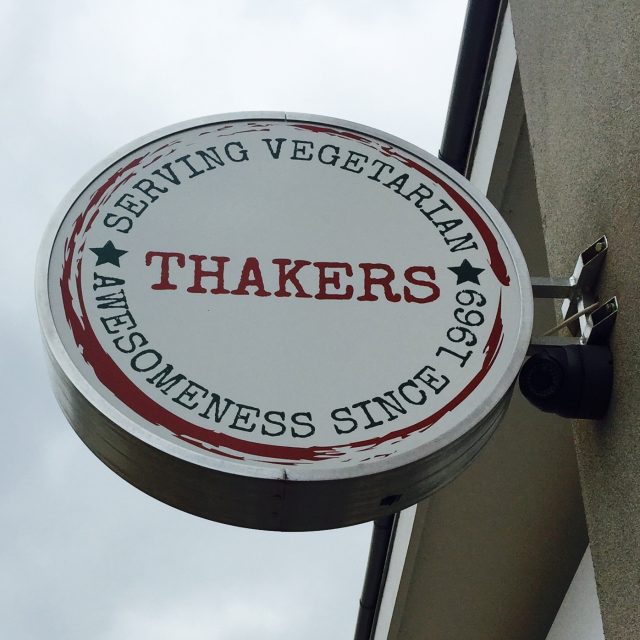 SERVING VEGETARIAN
THAKERS
AWESOMENESS SINCE 1969